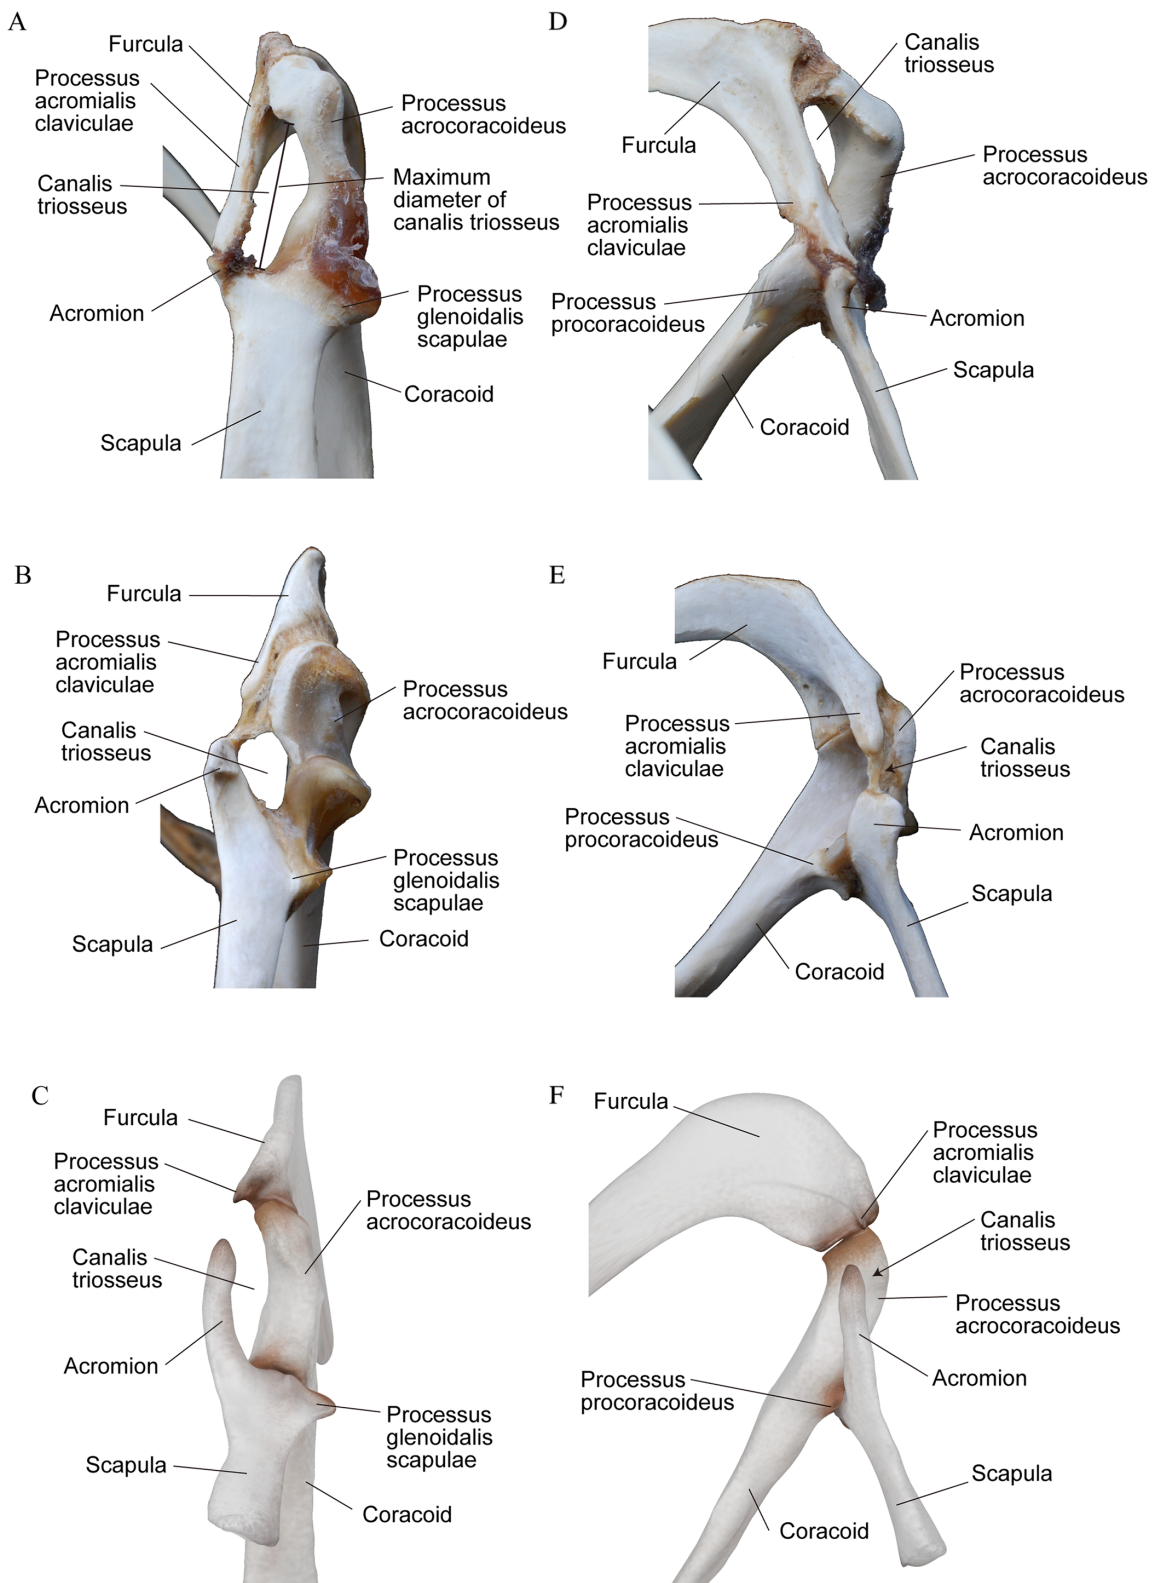 A
Furcula
Processus
acromialis
claviculae
Canalis
triosseus
Acromion
Scapula
Processus
acrocoracoideus
Maximum
diameter of
canalis triosseus
Processus
glenoidalis
scapulae
Coracoid
D
Canalis
triosseus
Furcula
Processus
acrocoracoideus
Processus
acromialis
claviculae
Processus
procoracoideus
Acromion
Scapula
Coracoid
B
Furcula
Processus
acromialis
claviculae
Canalis
triosseus
Acromion
Processus
acrocoracoideus
Processus
glenoidalis
scapulae
Scapula
Coracoid
E
Furcula
Processus
acrocoracoideus
Processus
acromialis
claviculae
Canalis
triosseus
Processus
procoracoideus
Acromion
Scapula
Coracoid
C
Furcula
Processus
acromialis
claviculae
Processus
acrocoracoideus
Canalis
triosseus
Acromion
Processus
glenoidalis
scapulae
Scapula
Coracoid
F
Furcula
Processus
acromialis
claviculae
Canalis
triosseus
Processus
acrocoracoideus
Acromion
Processus
procoracoideus
Scapula
Coracoid